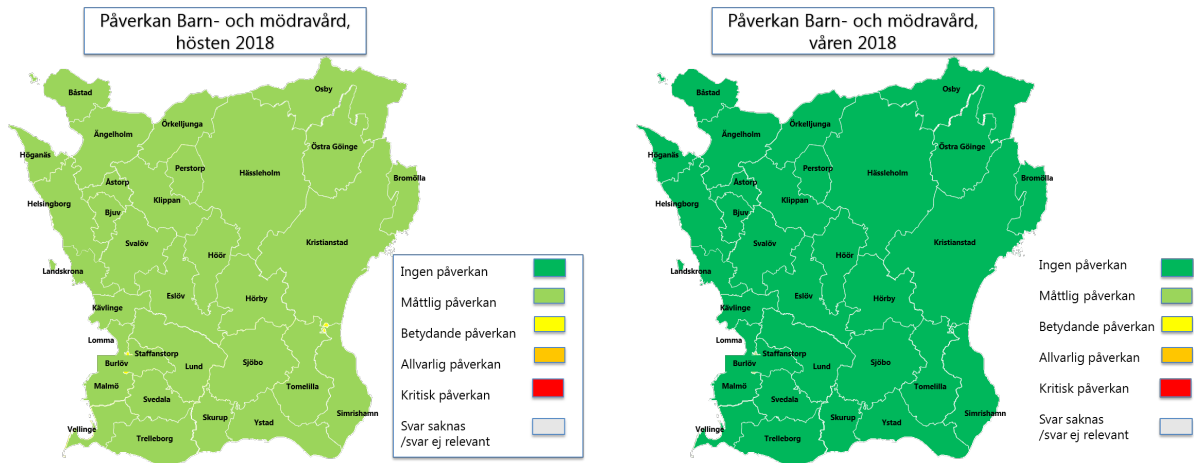 Påverkan Barn- och mödravård,
hösten 2018
Båstad
Osby
Örkelljunga
Ängelholm
Östra Göinge
Höganäs
Perstorp
Hässleholm
Bromölla
Åstorp
Helsingborg
Klippan
Bjuv
Svalöv
Kristianstad
Höör
Landskrona
Eslöv
Hörby
Kävlinge
Lomma
Staffanstorp
Burlöv
Lund
Sjöbo
Malmö
Tomelilla
Svedala
Simrishamn
Skurup
Ystad
Vellinge
Trelleborg
Ingen påverkan
Måttlig påverkan
Betydande påverkan
Allvarlig påverkan
Kritisk påverkan
Svar saknas
/svar ej relevant
Påverkan Barn- och mödravård,
våren 2018
Båstad
Osby
Örkelljunga
Ängelholm
Östra Göinge
Höganäs
Perstorp
Hässleholm
Bromölla
Åstorp
Helsingborg
Klippan
Bjuv
Svalöv
Kristianstad
Höör
Landskrona
Eslöv
Hörby
Kävlinge
Lomma
Staffanstorp
Burlöv
Lund
Sjöbo
Malmö
Tomelilla
Svedala
Simrishamn
Skurup
Ystad
Vellinge
Trelleborg
Ingen påverkan
Måttlig påverkan
Betydande påverkan
Allvarlig påverkan
Kritisk påverkan
Svar saknas
/svar ej relevant